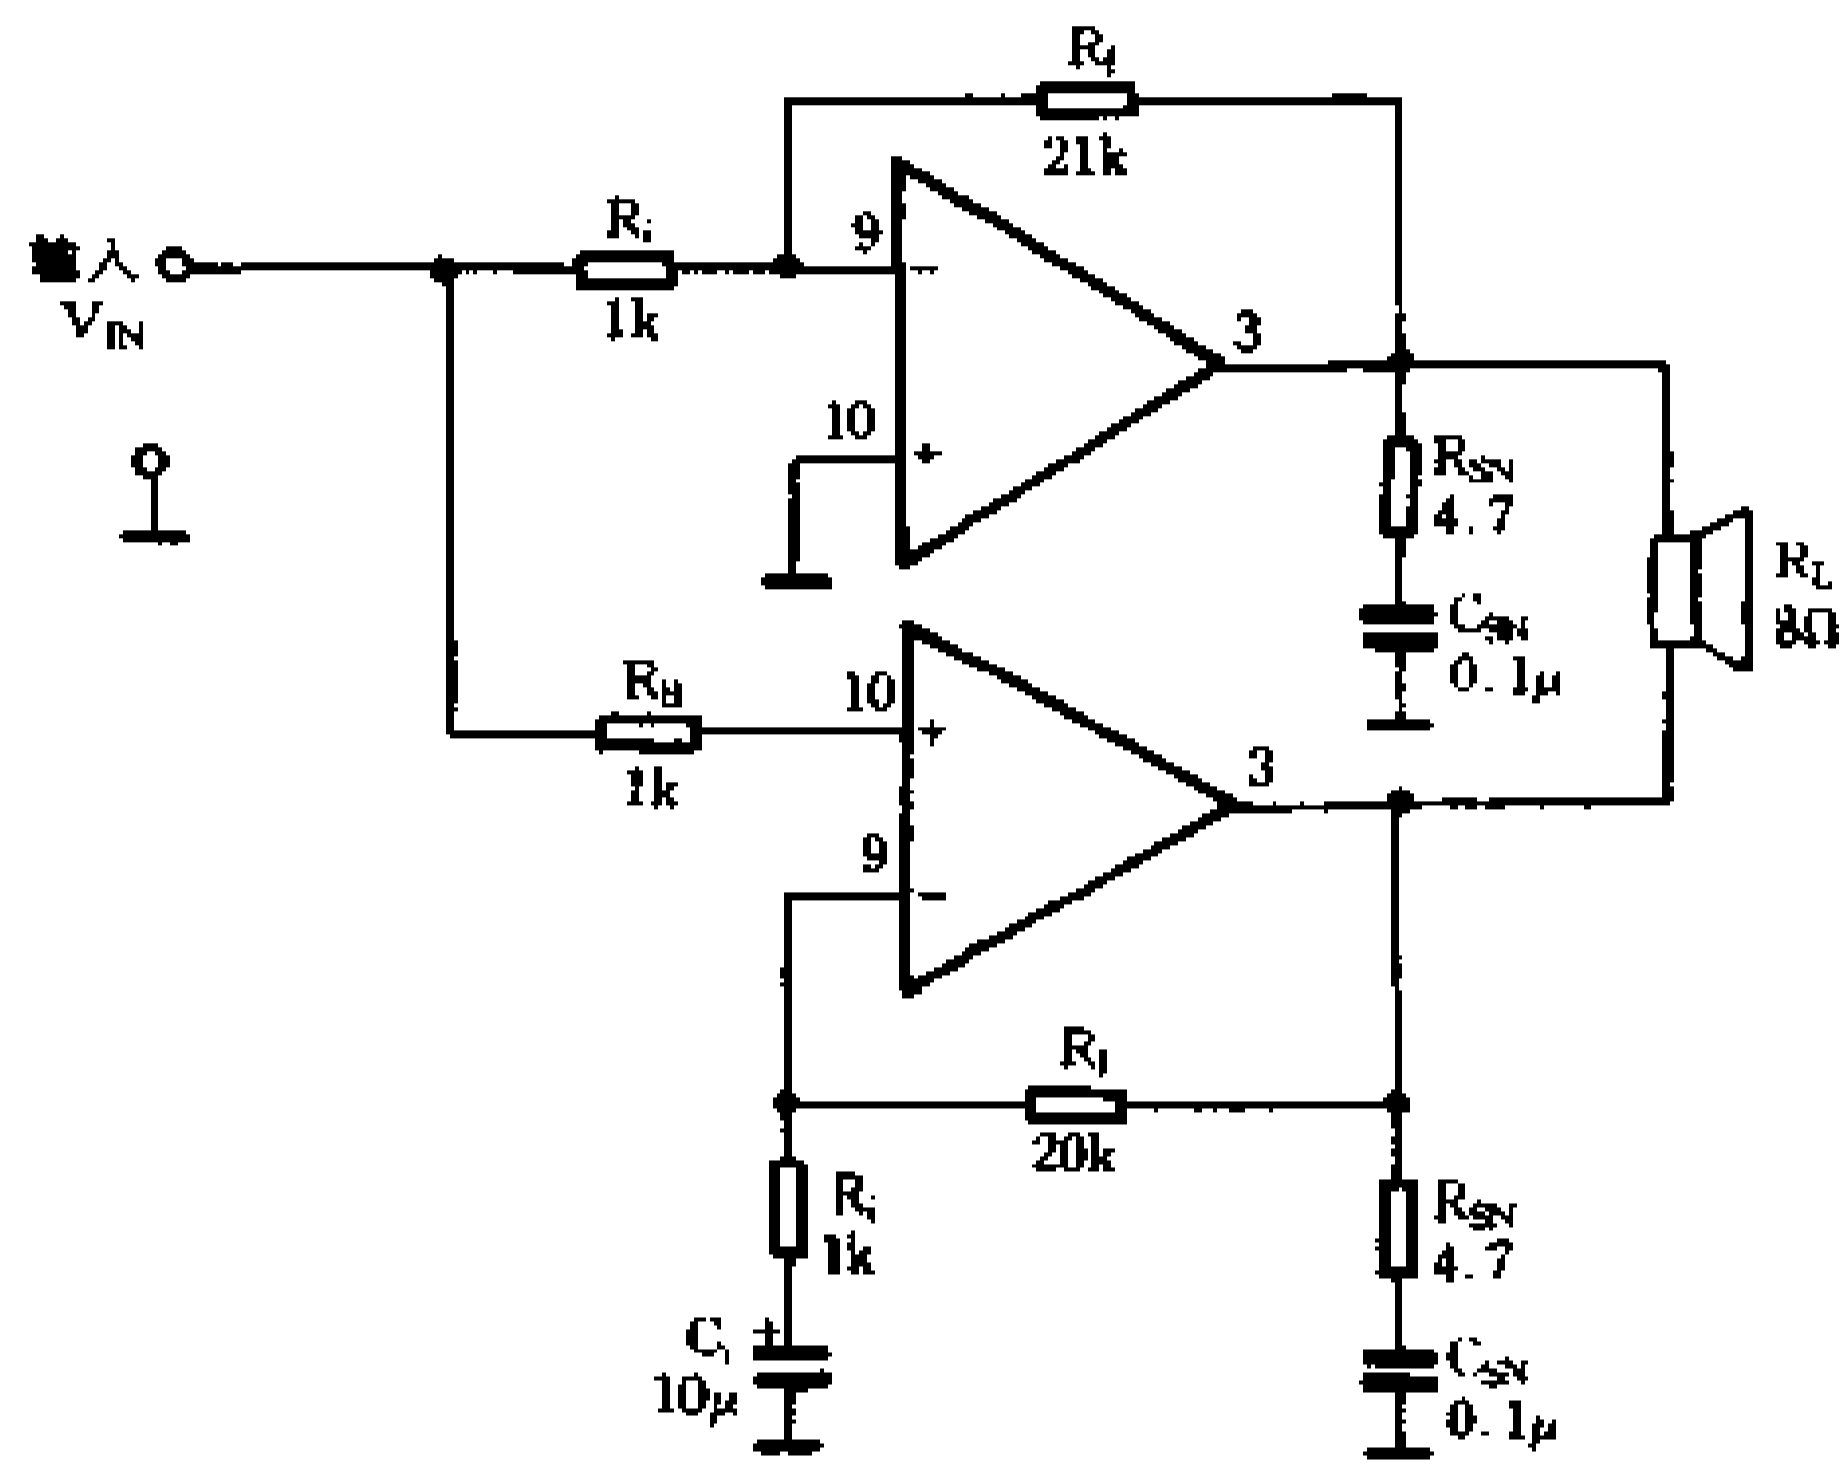 Rf
21k
Ri
1k
输入
VIN
9
−
10
+
3
RSN
4.7
CSN
0.1μ
RL
8Ω
RB
1k
10
+
9
−
3
Rf
20k
Ri
1k
Ci
+
10μ
RSN
4.7
CSN
0.1μ